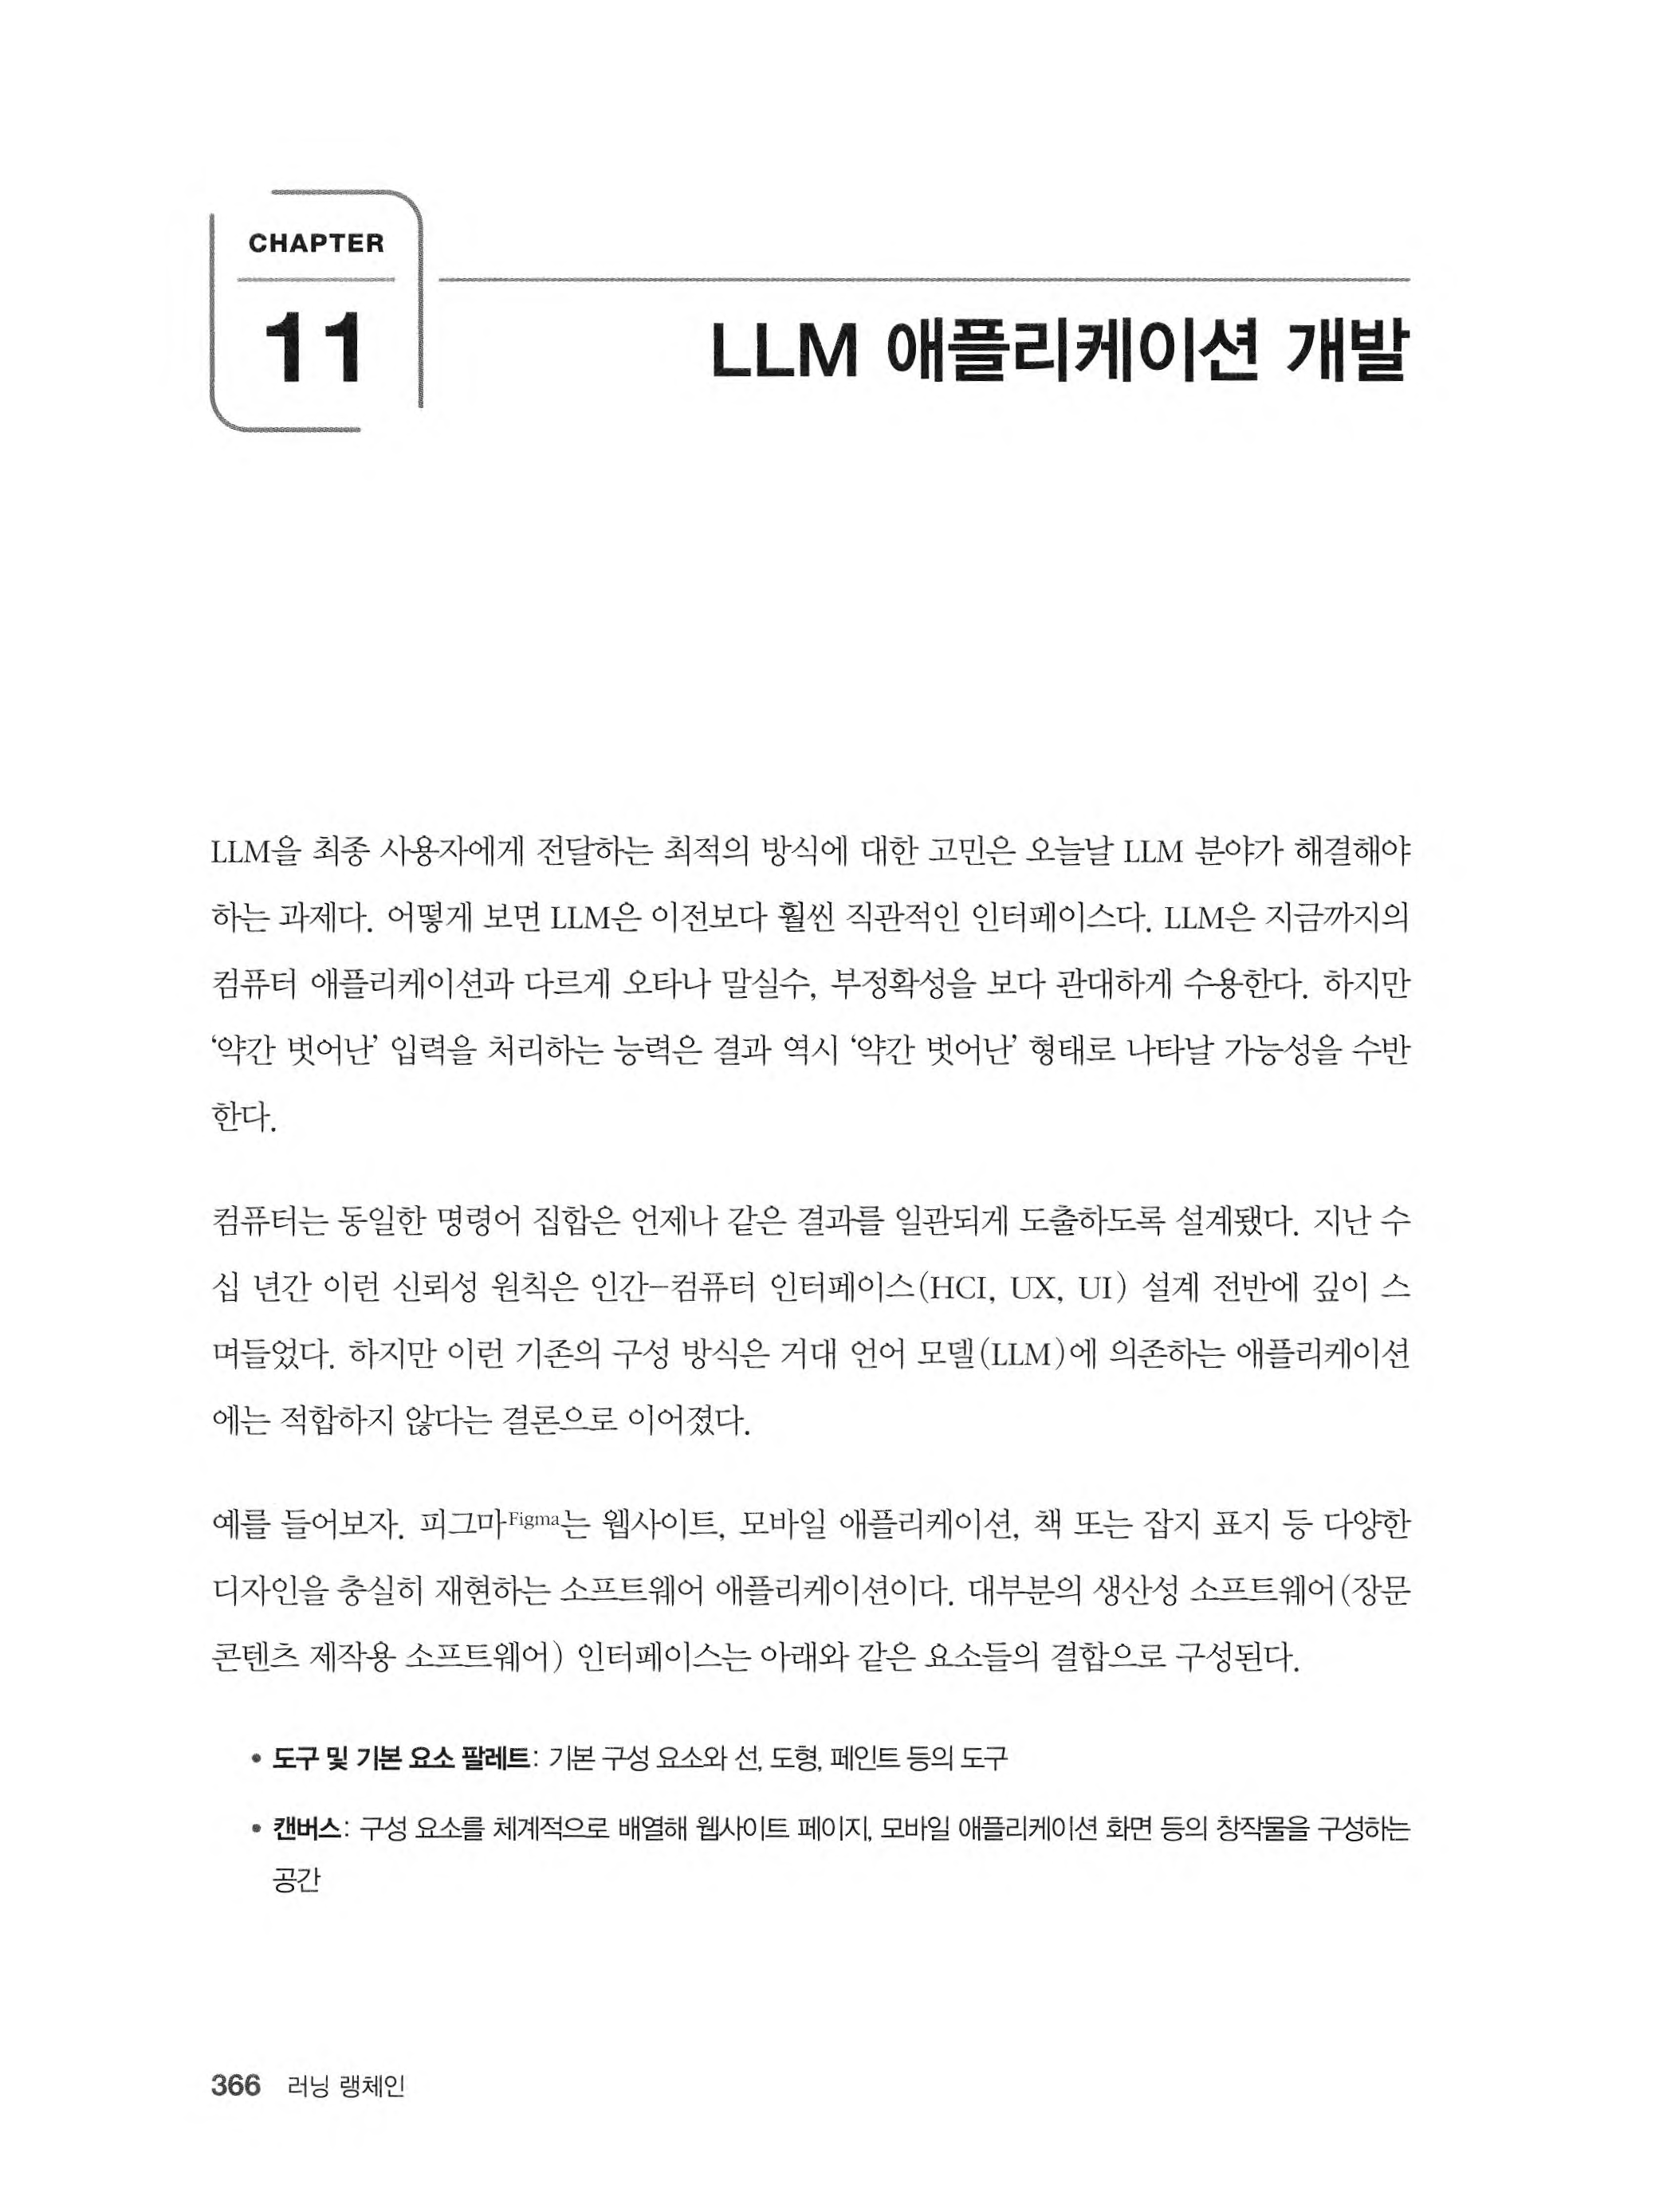 CHAPTER
11
LLM 애플리케이션 개발
LLM을 최종 사용자에게 전달하는 최적의 방식에 대한 고민은 오늘날 LLM 분야가 해결해야
하는 과제다. 어떻게 보면 LLM은 이전보다 훨씬 직관적인 인터페이스다. LLM은 지금까지의
컴퓨터 애플리케이션과 다르게 오타나 말실수, 부정확성을 보다 관대하게 수용한다. 하지만
‘약간 벗어난’ 입력을 처리하는 능력은 결과 역시 ‘약간 벗어난’ 형태로 나타날 가능성을 수반
한다.
컴퓨터는 동일한 명령어 집합은 언제나 같은 결과를 일관되게 도출하도록 설계됐다. 지난 수
십 년간 이런 신뢰성 원칙은 인간-컴퓨터 인터페이스(HCI, UX, UI) 설계 전반에 깊이 스
며들었다. 하지만 이런 기존의 구성 방식은 거대 언어 모델(LLM)에 의존하는 애플리케이션
에는 적합하지 않다는 결론으로 이어졌다.
예를 들어보자. 피그마Figma는 웹사이트, 모바일 애플리케이션, 책 또는 잡지 표지 등 다양한
디자인을 충실히 재현하는 소프트웨어 애플리케이션이다. 대부분의 생산성 소프트웨어(장문
콘텐츠 제작용 소프트웨어) 인터페이스는 아래와 같은 요소들의 결합으로 구성된다.
• 도구 및 기본 요소 팔레트: 기본 구성 요소와 선, 도형, 페인트 등의 도구
• 캔버스: 구성 요소를 체계적으로 배열해 웹사이트 페이지, 모바일 애플리케이션 화면 등의 창작물을 구성하는
공간
366 러닝 랭체인